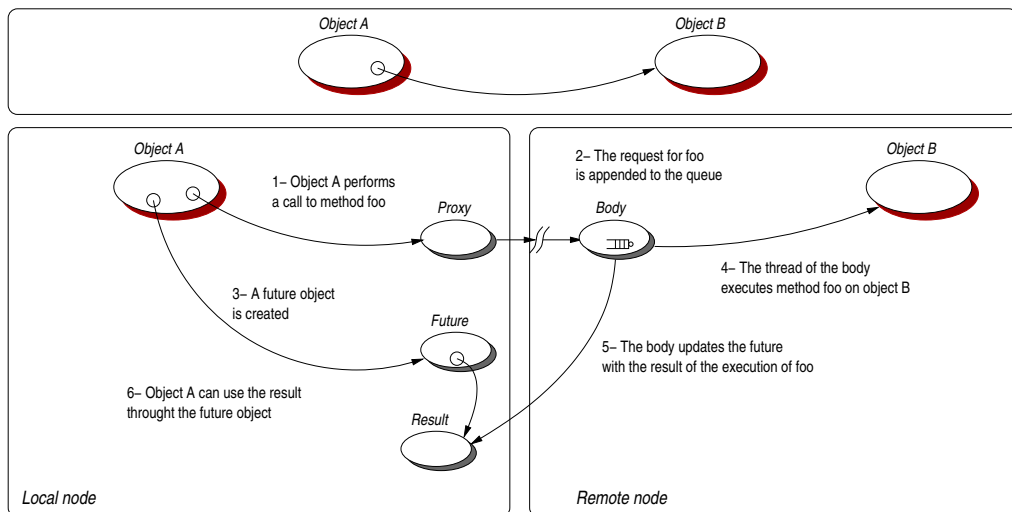 Object A
Object B
Object A
1– Object A performs
a call to method foo
Proxy
3– A future object
is created
Future
6– Object A can use the result
throught the future object
Result
Local node
2– The request for foo
is appended to the queue
Object B
Body
4– The thread of the body
executes method foo on object B
5– The body updates the future
with the result of the execution of foo
Remote node